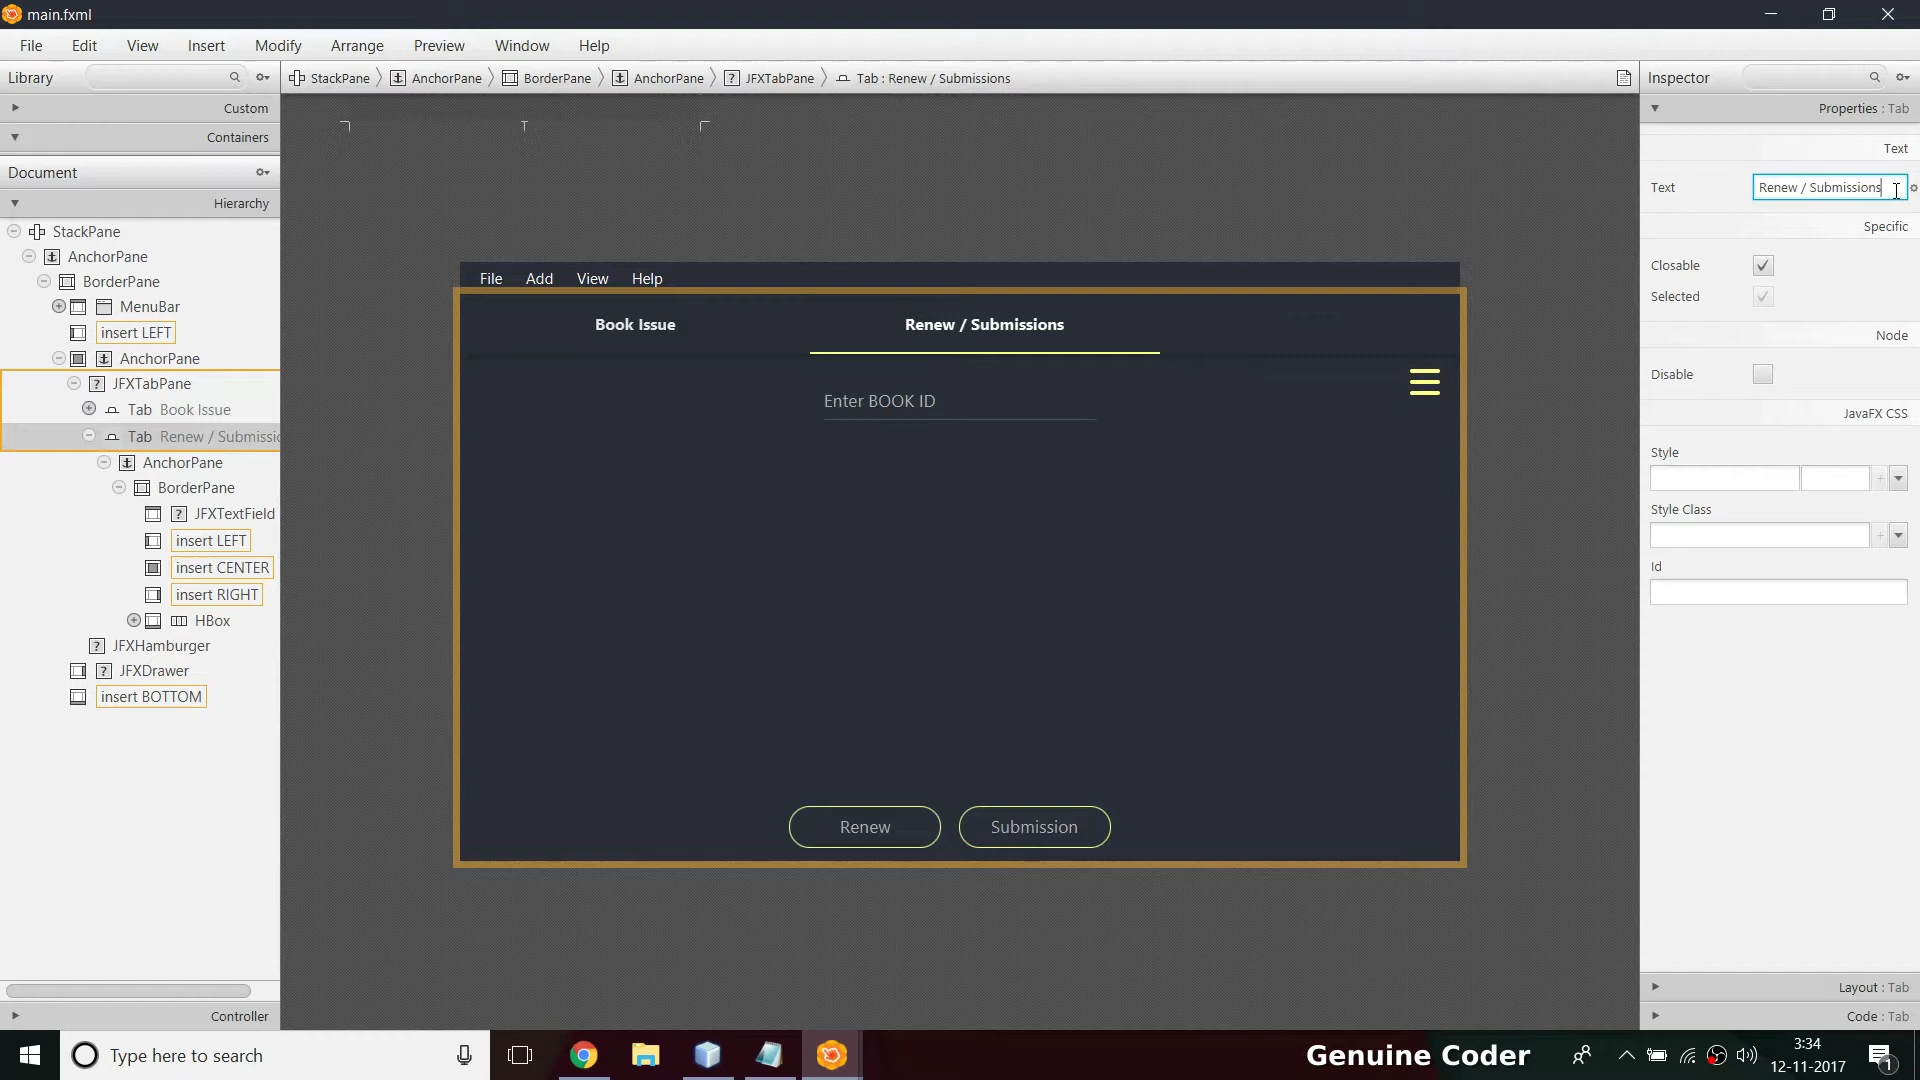 main.fxml
File Edit View Insert Modify Arrange Preview Window Help
Library
Custom
Containers
Document
Hierarchy
StackPane
AnchorPane
BorderPane
MenuBar
insert LEFT
AnchorPane
JFXTabPane
Tab Book Issue
Tab Renew / Submissio
AnchorPane
BorderPane
JFXTextField
insert LEFT
insert CENTER
insert RIGHT
HBox
JFXHamburger
JFXDrawer
insert BOTTOM
Controller
StackPane AnchorPane BorderPane AnchorPane JFXTabPane Tab : Renew / Submissions
File Add View Help
Book Issue Renew / Submissions
Enter BOOK ID
Renew Submission
Inspector
Properties : Tab
Text
Text Renew / Submissions
Specific
Closable
Selected
Node
Disable
JavaFX CSS
Style
Style Class
Id
Layout : Tab
Code : Tab
Type here to search
Genuine Coder
3:34
12-11-2017
1